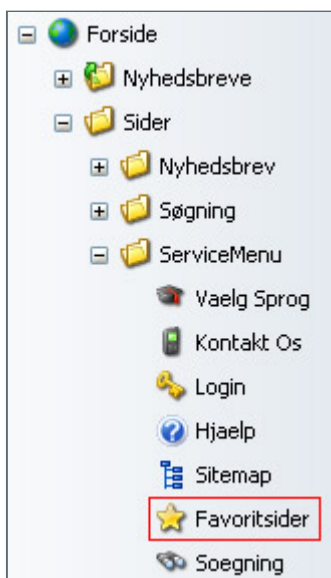 Forside
Nyhedsbreve
Sider
Nyhedsbrev
Søgning
ServiceMenu
Vaelg Sprog
Kontakt Os
Login
Hjaelp
Sitemap
Favoritsider
Soegning